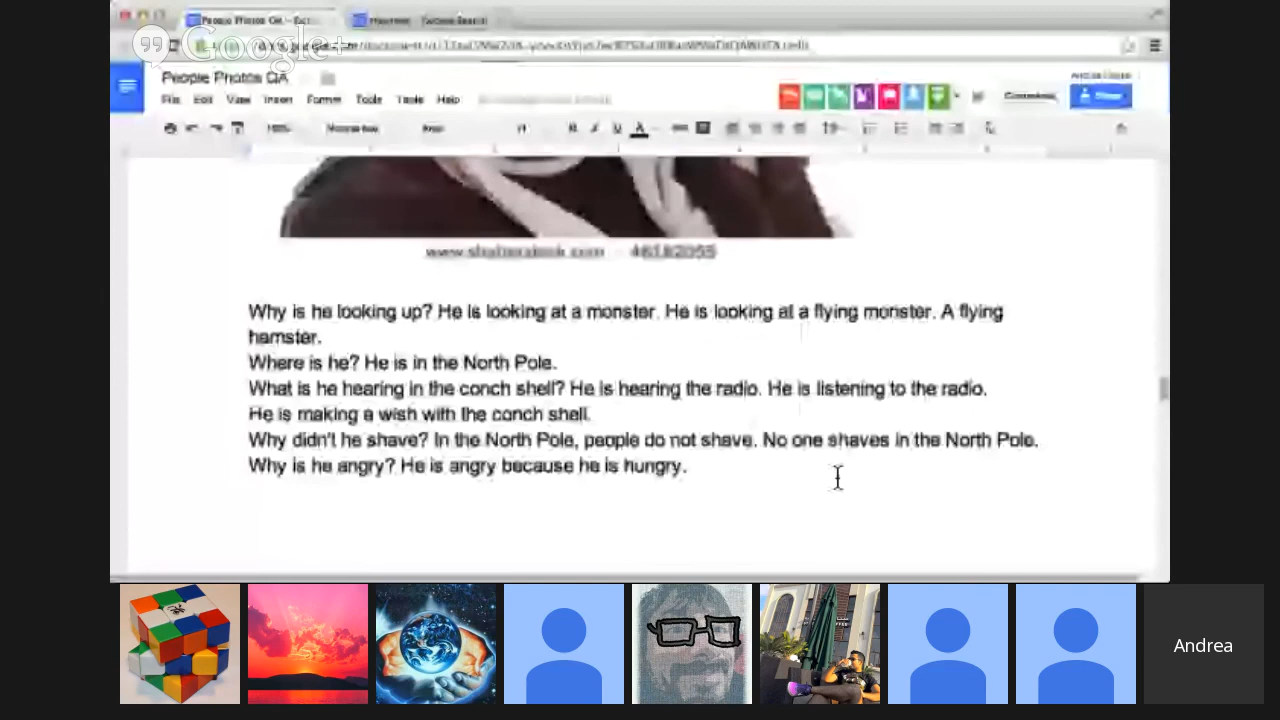 Google+
People Photos QA
File Edit View Insert Format Tools Table Help
Comments Share
www.shutterstock.com · 46182055
Why is he looking up? He is looking at a monster. He is looking at a flying monster. A flying
hamster.
Where is he? He is in the North Pole.
What is he hearing in the conch shell? He is hearing the radio. He is listening to the radio.
He is making a wish with the conch shell.
Why didn't he shave? In the North Pole, people do not shave. No one shaves in the North Pole.
Why is he angry? He is angry because he is hungry.
Andrea